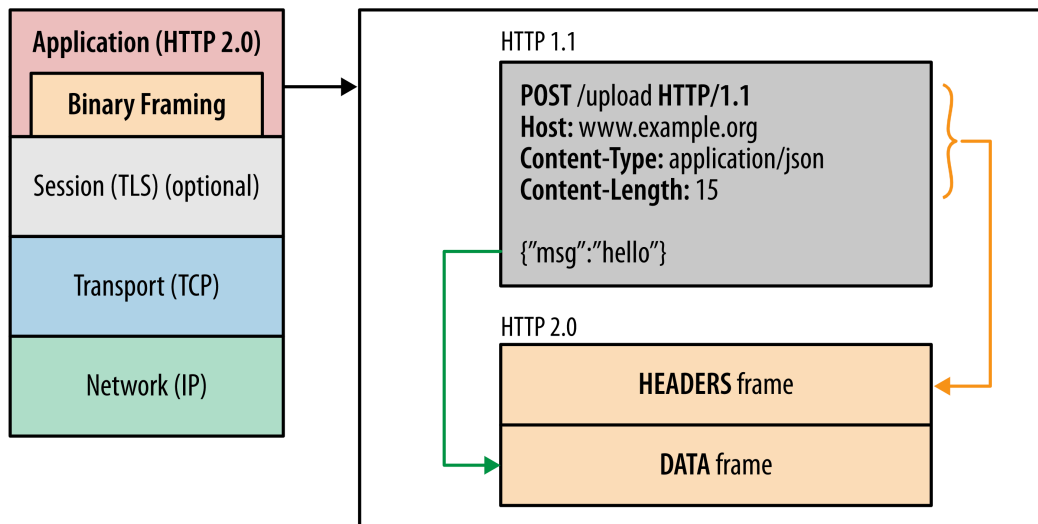 Application (HTTP 2.0)
Binary Framing
Session (TLS) (optional)
Transport (TCP)
Network (IP)
HTTP 1.1
POST /upload HTTP/1.1
Host: www.example.org
Content-Type: application/json
Content-Length: 15
{”msg”:”hello”}
HTTP 2.0
HEADERS frame
DATA frame